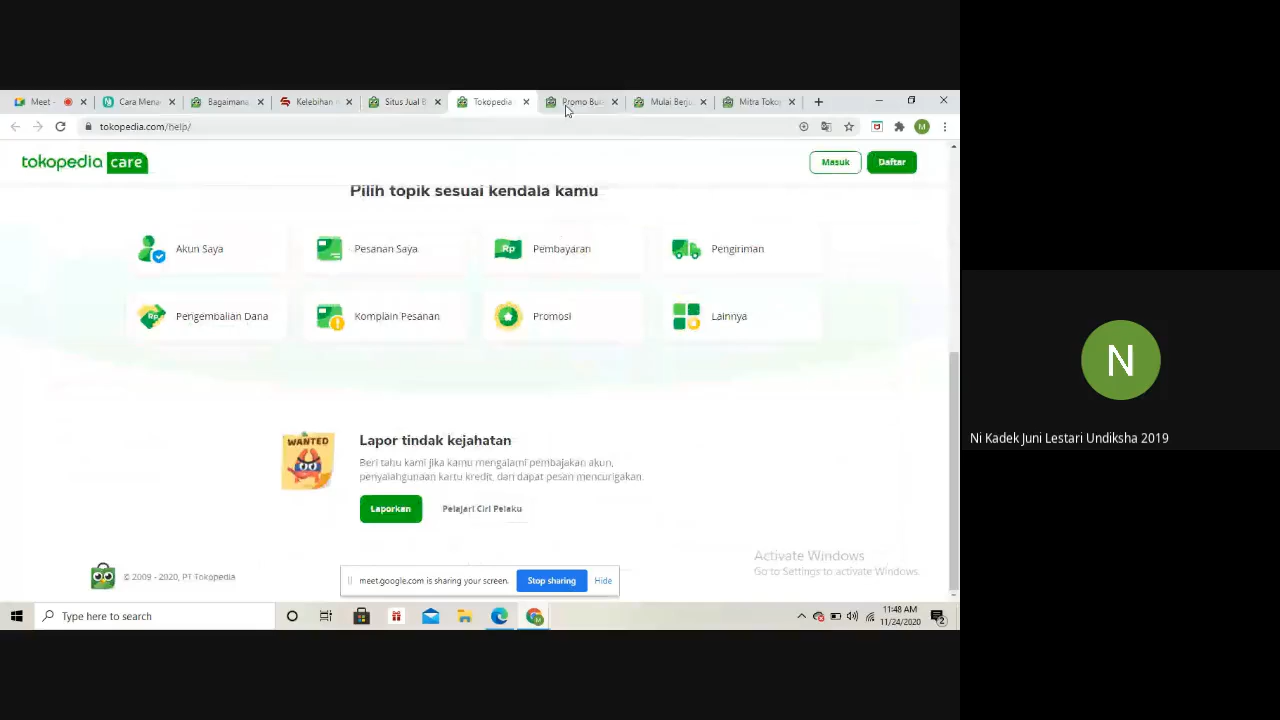 Meet -
Cara Mena
Bagaimana
Kelebihan
Situs Jual B
Tokopedia
Promo Bu
Mulai Berju
Mitra Toko
tokopedia.com/help/
M
tokopedia care
Masuk
Daftar
Pilih topik sesuai kendala kamu
Akun Saya
Pesanan Saya
Rp
Pembayaran
Pengiriman
Rp
Pengembalian Dana
Komplain Pesanan
Promosi
Lainnya
WANTED
Lapor tindak kejahatan
Beri tahu kami jika kamu mengalami pembajakan akun,
penyalahgunaan kartu kredit, dan dapat pesan mencurigakan.
Laporkan
Pelajari Ciri Pelaku
Activate Windows
Go to Settings to activate Windows.
© 2009 - 2020, PT Tokopedia
meet.google.com is sharing your screen.
Stop sharing
Hide
Type here to search
11:48 AM
11/24/2020
2
N
Ni Kadek Juni Lestari Undiksha 2019